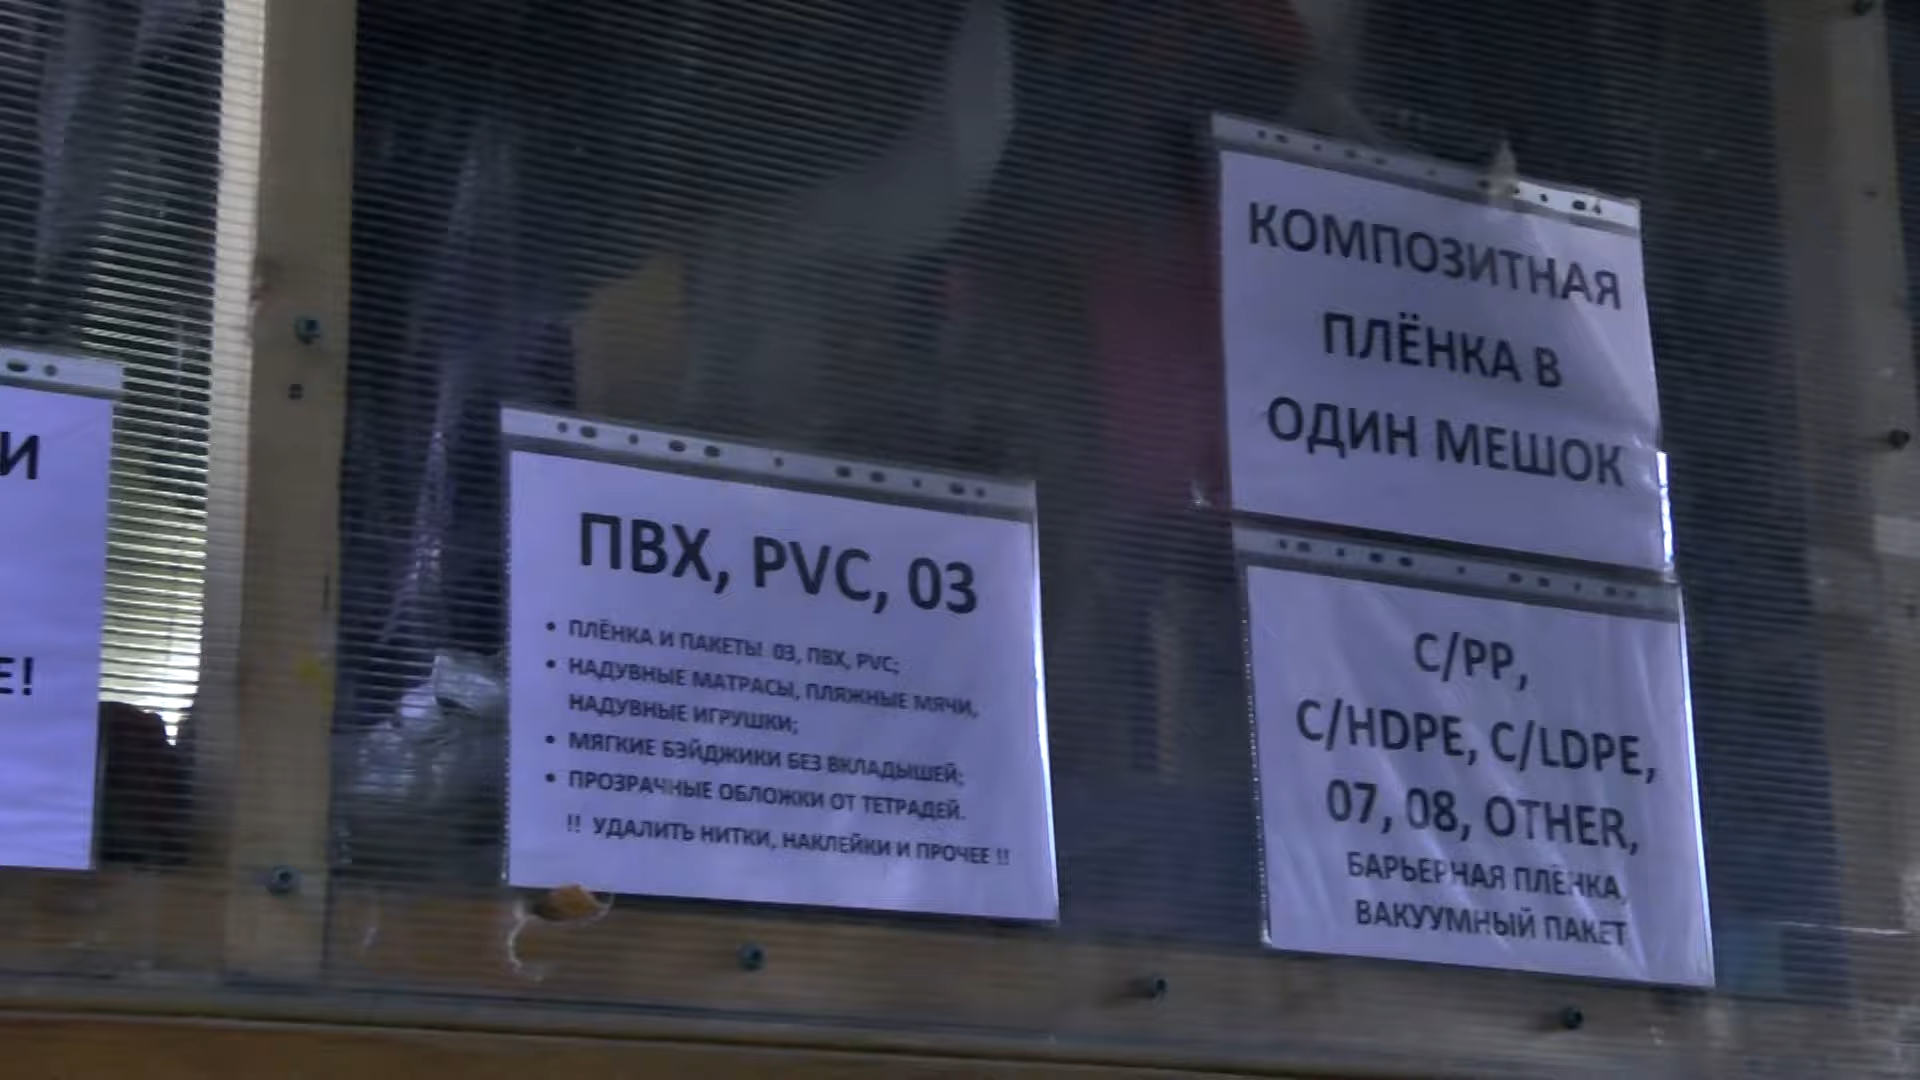 И
Е!
ПВХ, PVC, 03
• ПЛЁНКА И ПАКЕТЫ 03, ПВХ, PVC;
• НАДУВНЫЕ МАТРАСЫ, ПЛЯЖНЫЕ МЯЧИ,
НАДУВНЫЕ ИГРУШКИ;
• МЯГКИЕ БЭЙДЖИКИ БЕЗ ВКЛАДЫШЕЙ;
• ПРОЗРАЧНЫЕ ОБЛОЖКИ ОТ ТЕТРАДЕЙ.
!! УДАЛИТЬ НИТКИ, НАКЛЕЙКИ И ПРОЧЕЕ !!
КОМПОЗИТНАЯ
ПЛЁНКА В
ОДИН МЕШОК
C/PP,
C/HDPE, C/LDPE,
07, 08, OTHER,
БАРЬЕРНАЯ ПЛЁНКА,
ВАКУУМНЫЙ ПАКЕТ